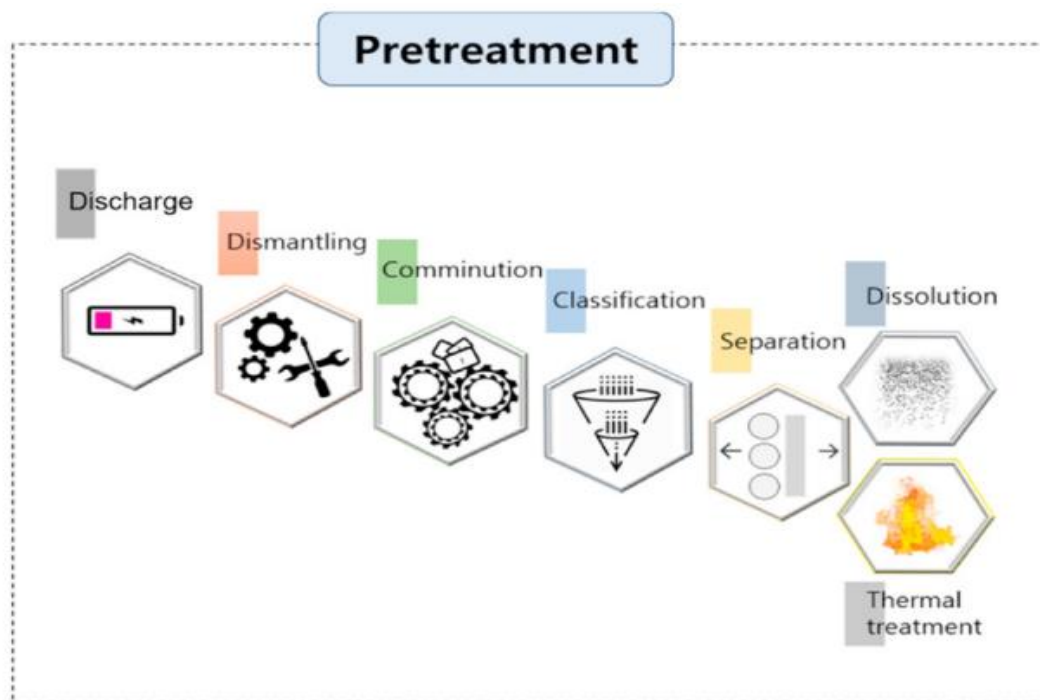 Pretreatment
Discharge
Dismantling
Comminution
Classification
Separation
Dissolution
Thermal
treatment